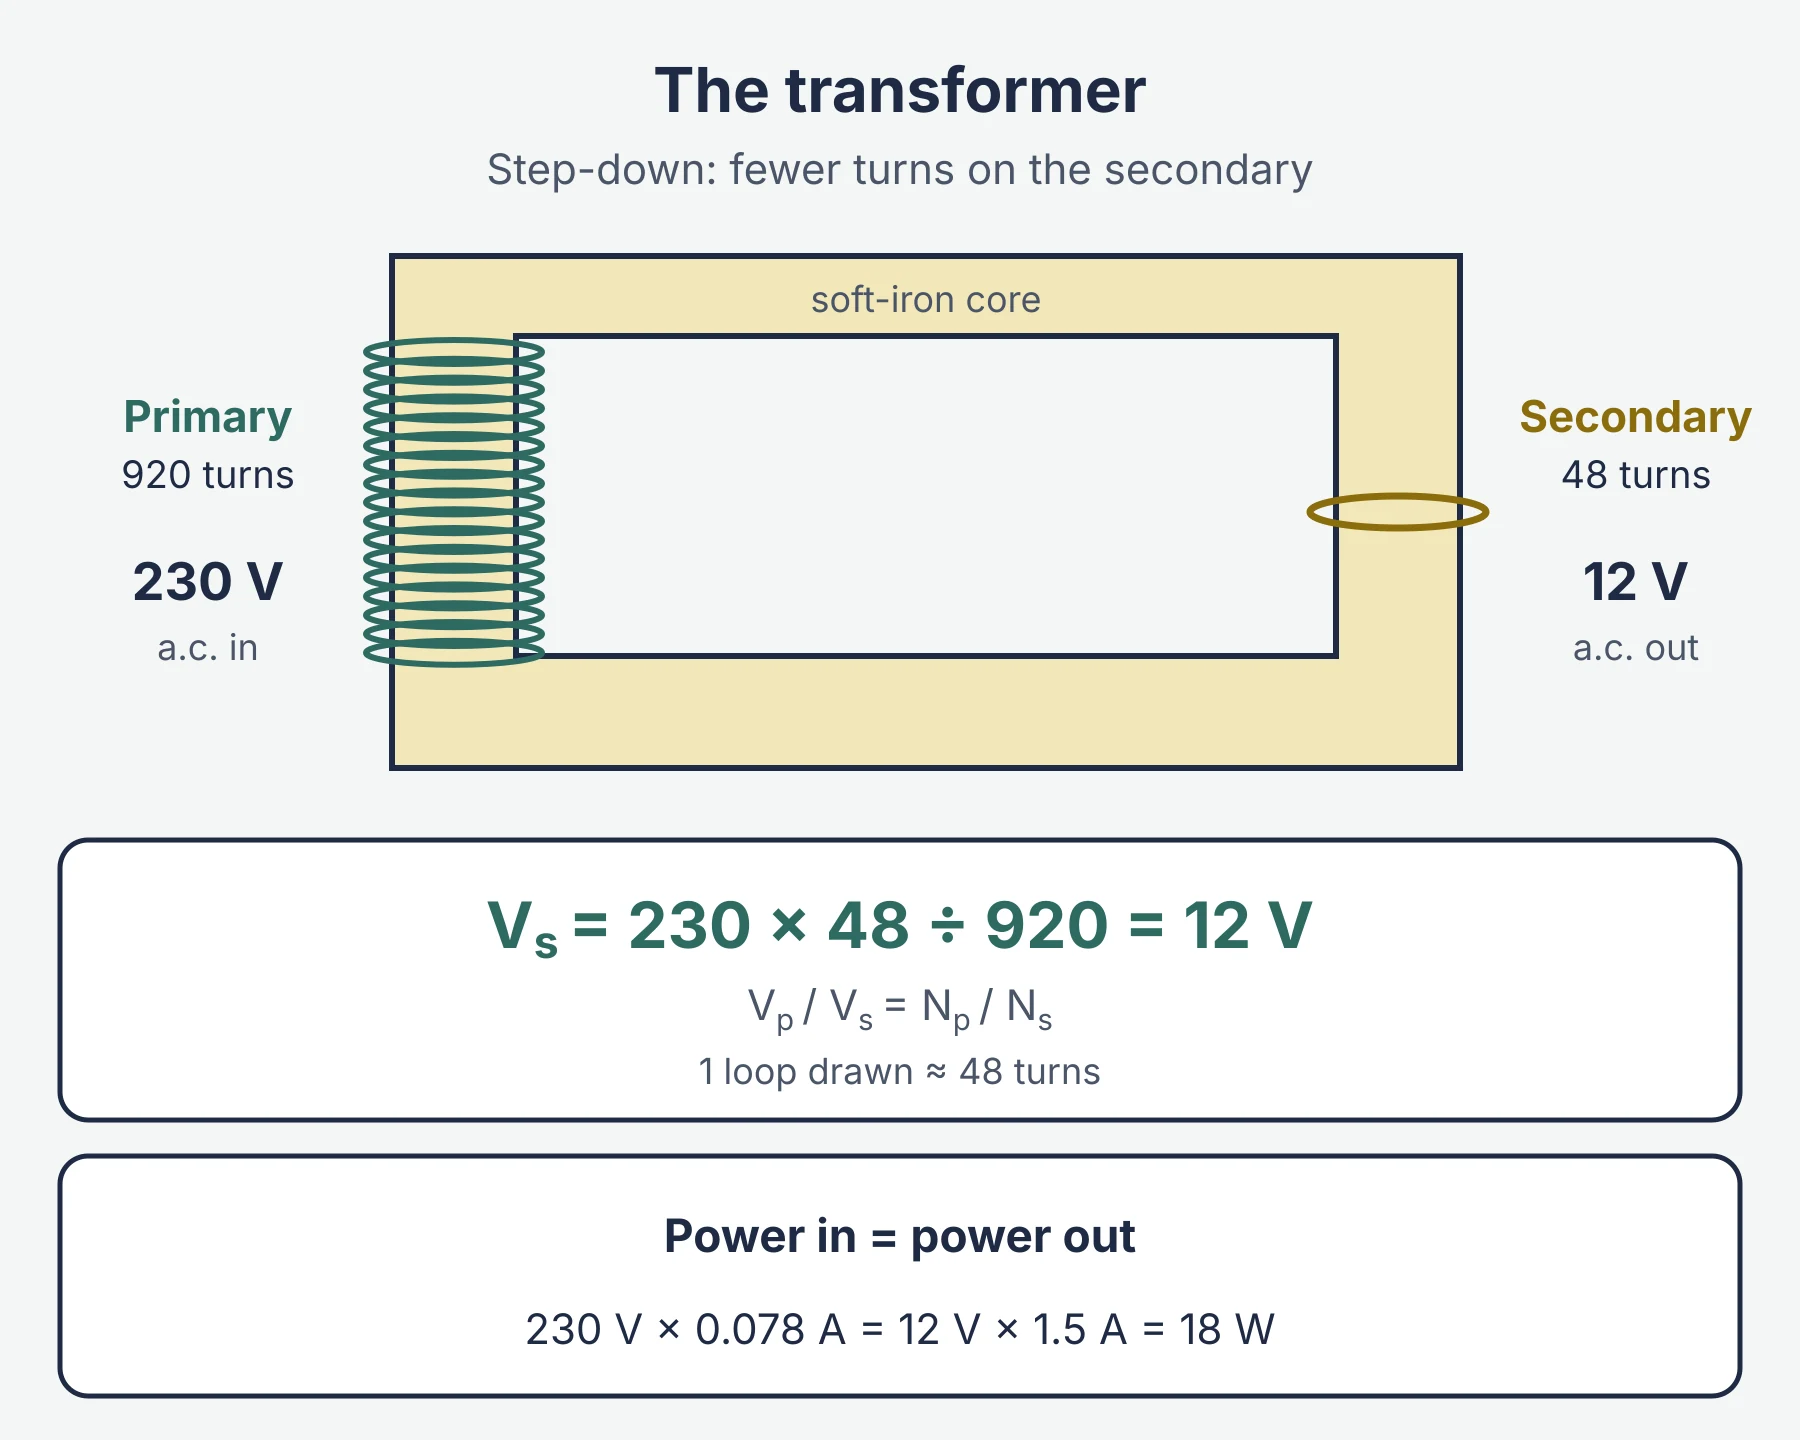 The transformer
Step-down: fewer turns on the secondary
soft-iron core
Primary
920 turns
230 V
a.c. in
Secondary
48 turns
12 V
a.c. out
Vₛ = 230 × 48 ÷ 920 = 12 V
Vₚ / Vₛ = Nₚ / Nₛ
1 loop drawn ≈ 48 turns
Power in = power out
230 V × 0.078 A = 12 V × 1.5 A = 18 W